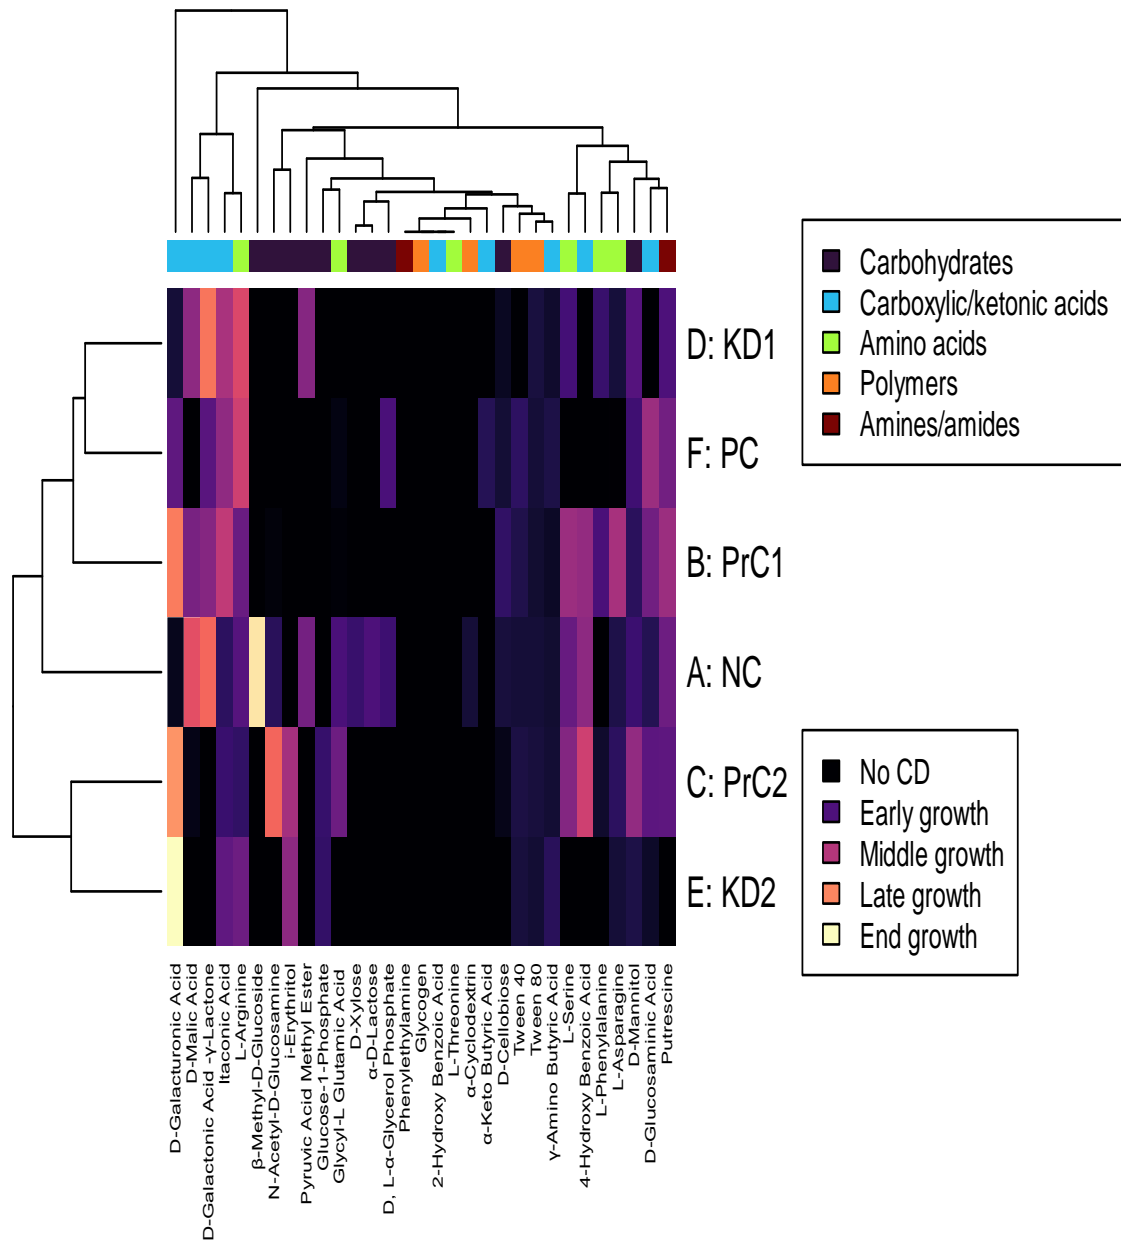 Carbohydrates
Carboxylic/ketonic acids
Amino acids
Polymers
Amines/amides
D: KD1
F: PC
B: PrC1
A: NC
C: PrC2
E: KD2
No CD
Early growth
Middle growth
Late growth
End growth
D-Galacturonic Acid
D-Malic Acid
D-Galactonic Acid -γ-Lactone
Itaconic Acid
L-Arginine
β-Methyl-D-Glucoside
N-Acetyl-D-Glucosamine
i-Erythritol
Pyruvic Acid Methyl Ester
Glucose-1-Phosphate
Glycyl-L Glutamic Acid
D-Xylose
α-D-Lactose
D, L-α-Glycerol Phosphate
Phenylethylamine
Glycogen
2-Hydroxy Benzoic Acid
L-Threonine
α-Cyclodextrin
α-Keto Butyric Acid
D-Cellobiose
Tween 40
Tween 80
γ-Amino Butyric Acid
L-Serine
4-Hydroxy Benzoic Acid
L-Phenylalanine
L-Asparagine
D-Mannitol
D-Glucosaminic Acid
Putrescine